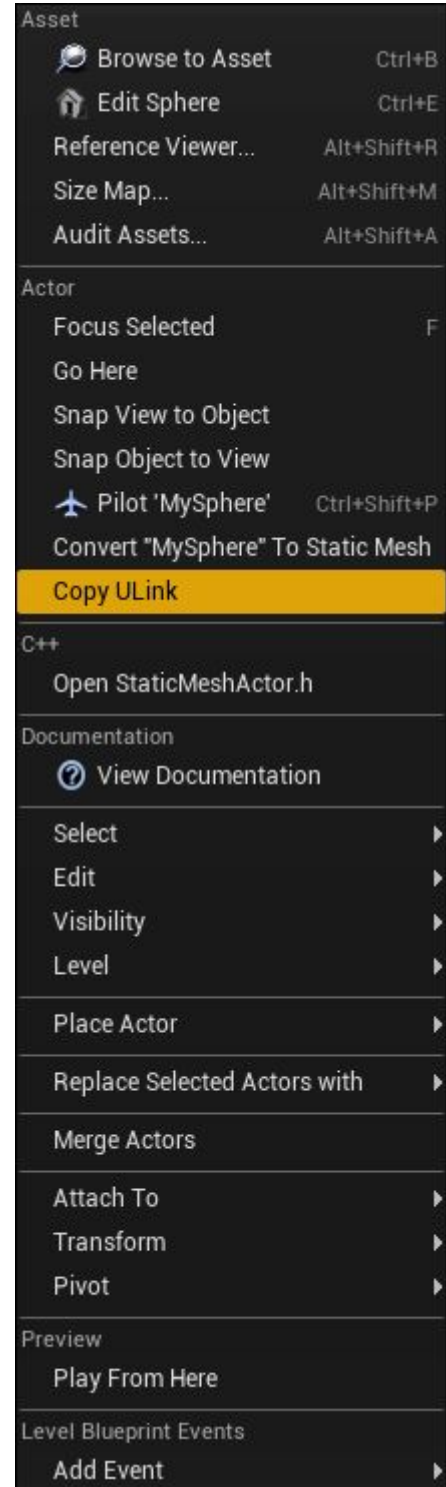 Asset
Browse to Asset Ctrl+B
Edit Sphere Ctrl+E
Reference Viewer... Alt+Shift+R
Size Map... Alt+Shift+M
Audit Assets... Alt+Shift+A
Actor
Focus Selected F
Go Here
Snap View to Object
Snap Object to View
Pilot 'MySphere' Ctrl+Shift+P
Convert "MySphere" To Static Mesh
Copy ULink
C++
Open StaticMeshActor.h
Documentation
View Documentation
Select
Edit
Visibility
Level
Place Actor
Replace Selected Actors with
Merge Actors
Attach To
Transform
Pivot
Preview
Play From Here
Level Blueprint Events
Add Event